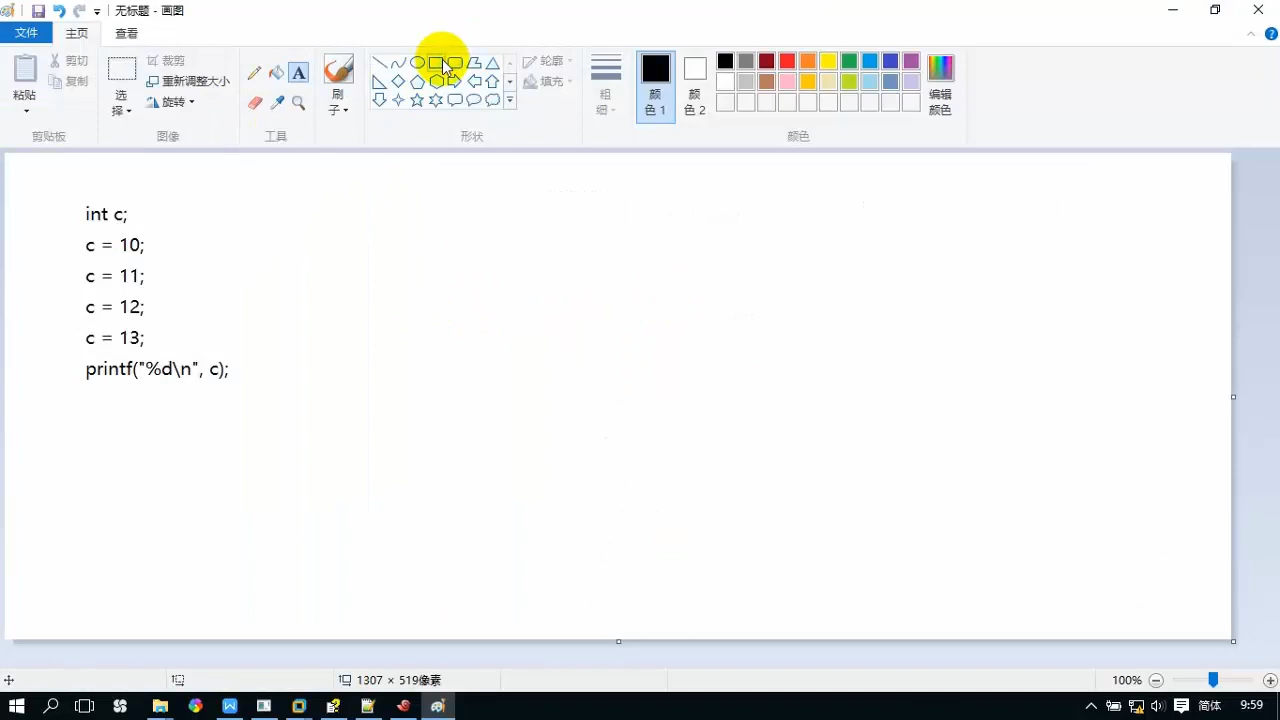 无标题 - 画图
文件 主页 查看
粘贴
剪切
复制
剪贴板
选择
裁剪
重新调整大小
旋转
图像
A
工具
刷子
轮廓
填充
形状
粗细
颜色 1
颜色 2
编辑颜色
颜色
int c;
c = 10;
c = 11;
c = 12;
c = 13;
printf("%d\n", c);
1307 × 519像素
100%
简体 9:59